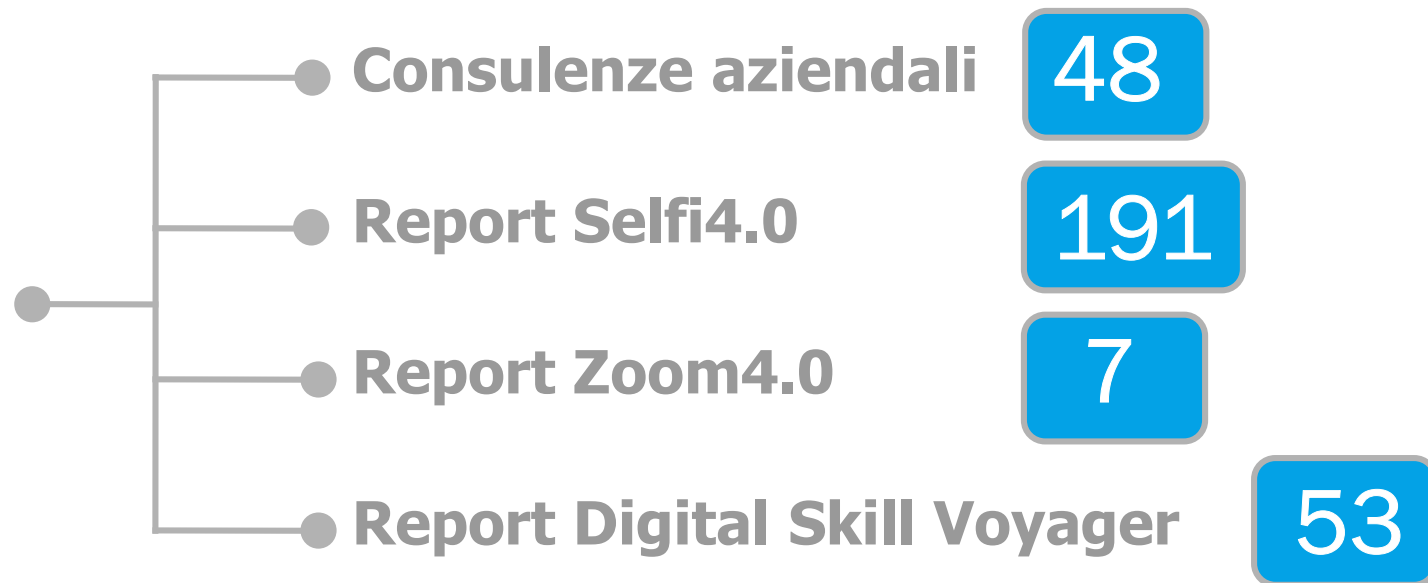 Consulenze aziendali 48
Report Selfi4.0 191
Report Zoom4.0 7
Report Digital Skill Voyager 53